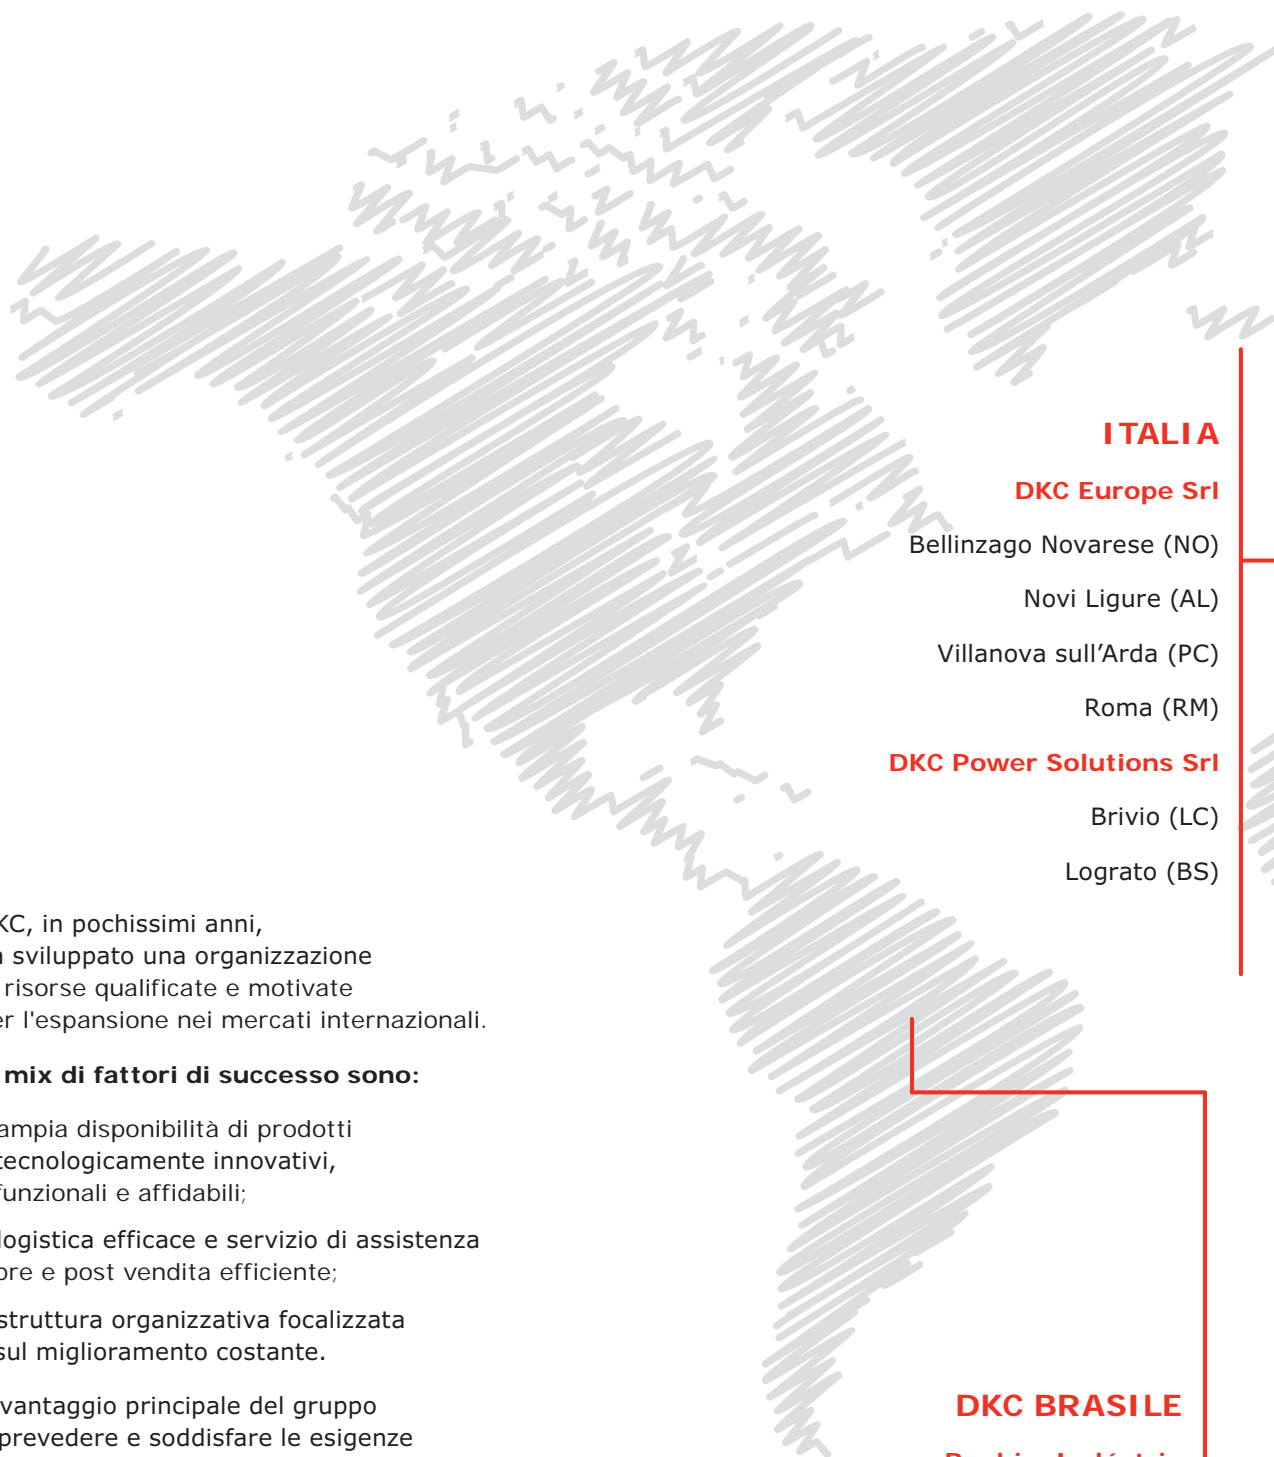 ITALIA
DKC Europe Srl
Bellinzago Novarese (NO)
Novi Ligure (AL)
Villanova sull’Arda (PC)
Roma (RM)
DKC Power Solutions Srl
Brivio (LC)
Lograto (BS)
KC, in pochissimi anni,
sviluppato una organizzazione
risorse qualificate e motivate
er l'espansione nei mercati internazionali.
mix di fattori di successo sono:
ampia disponibilità di prodotti
tecnologicamente innovativi,
funzionali e affidabili;
logistica efficace e servizio di assistenza
pre e post vendita efficiente;
struttura organizzativa focalizzata
sul miglioramento costante.
vantaggio principale del gruppo
prevedere e soddisfare le esigenze
DKC BRASILE